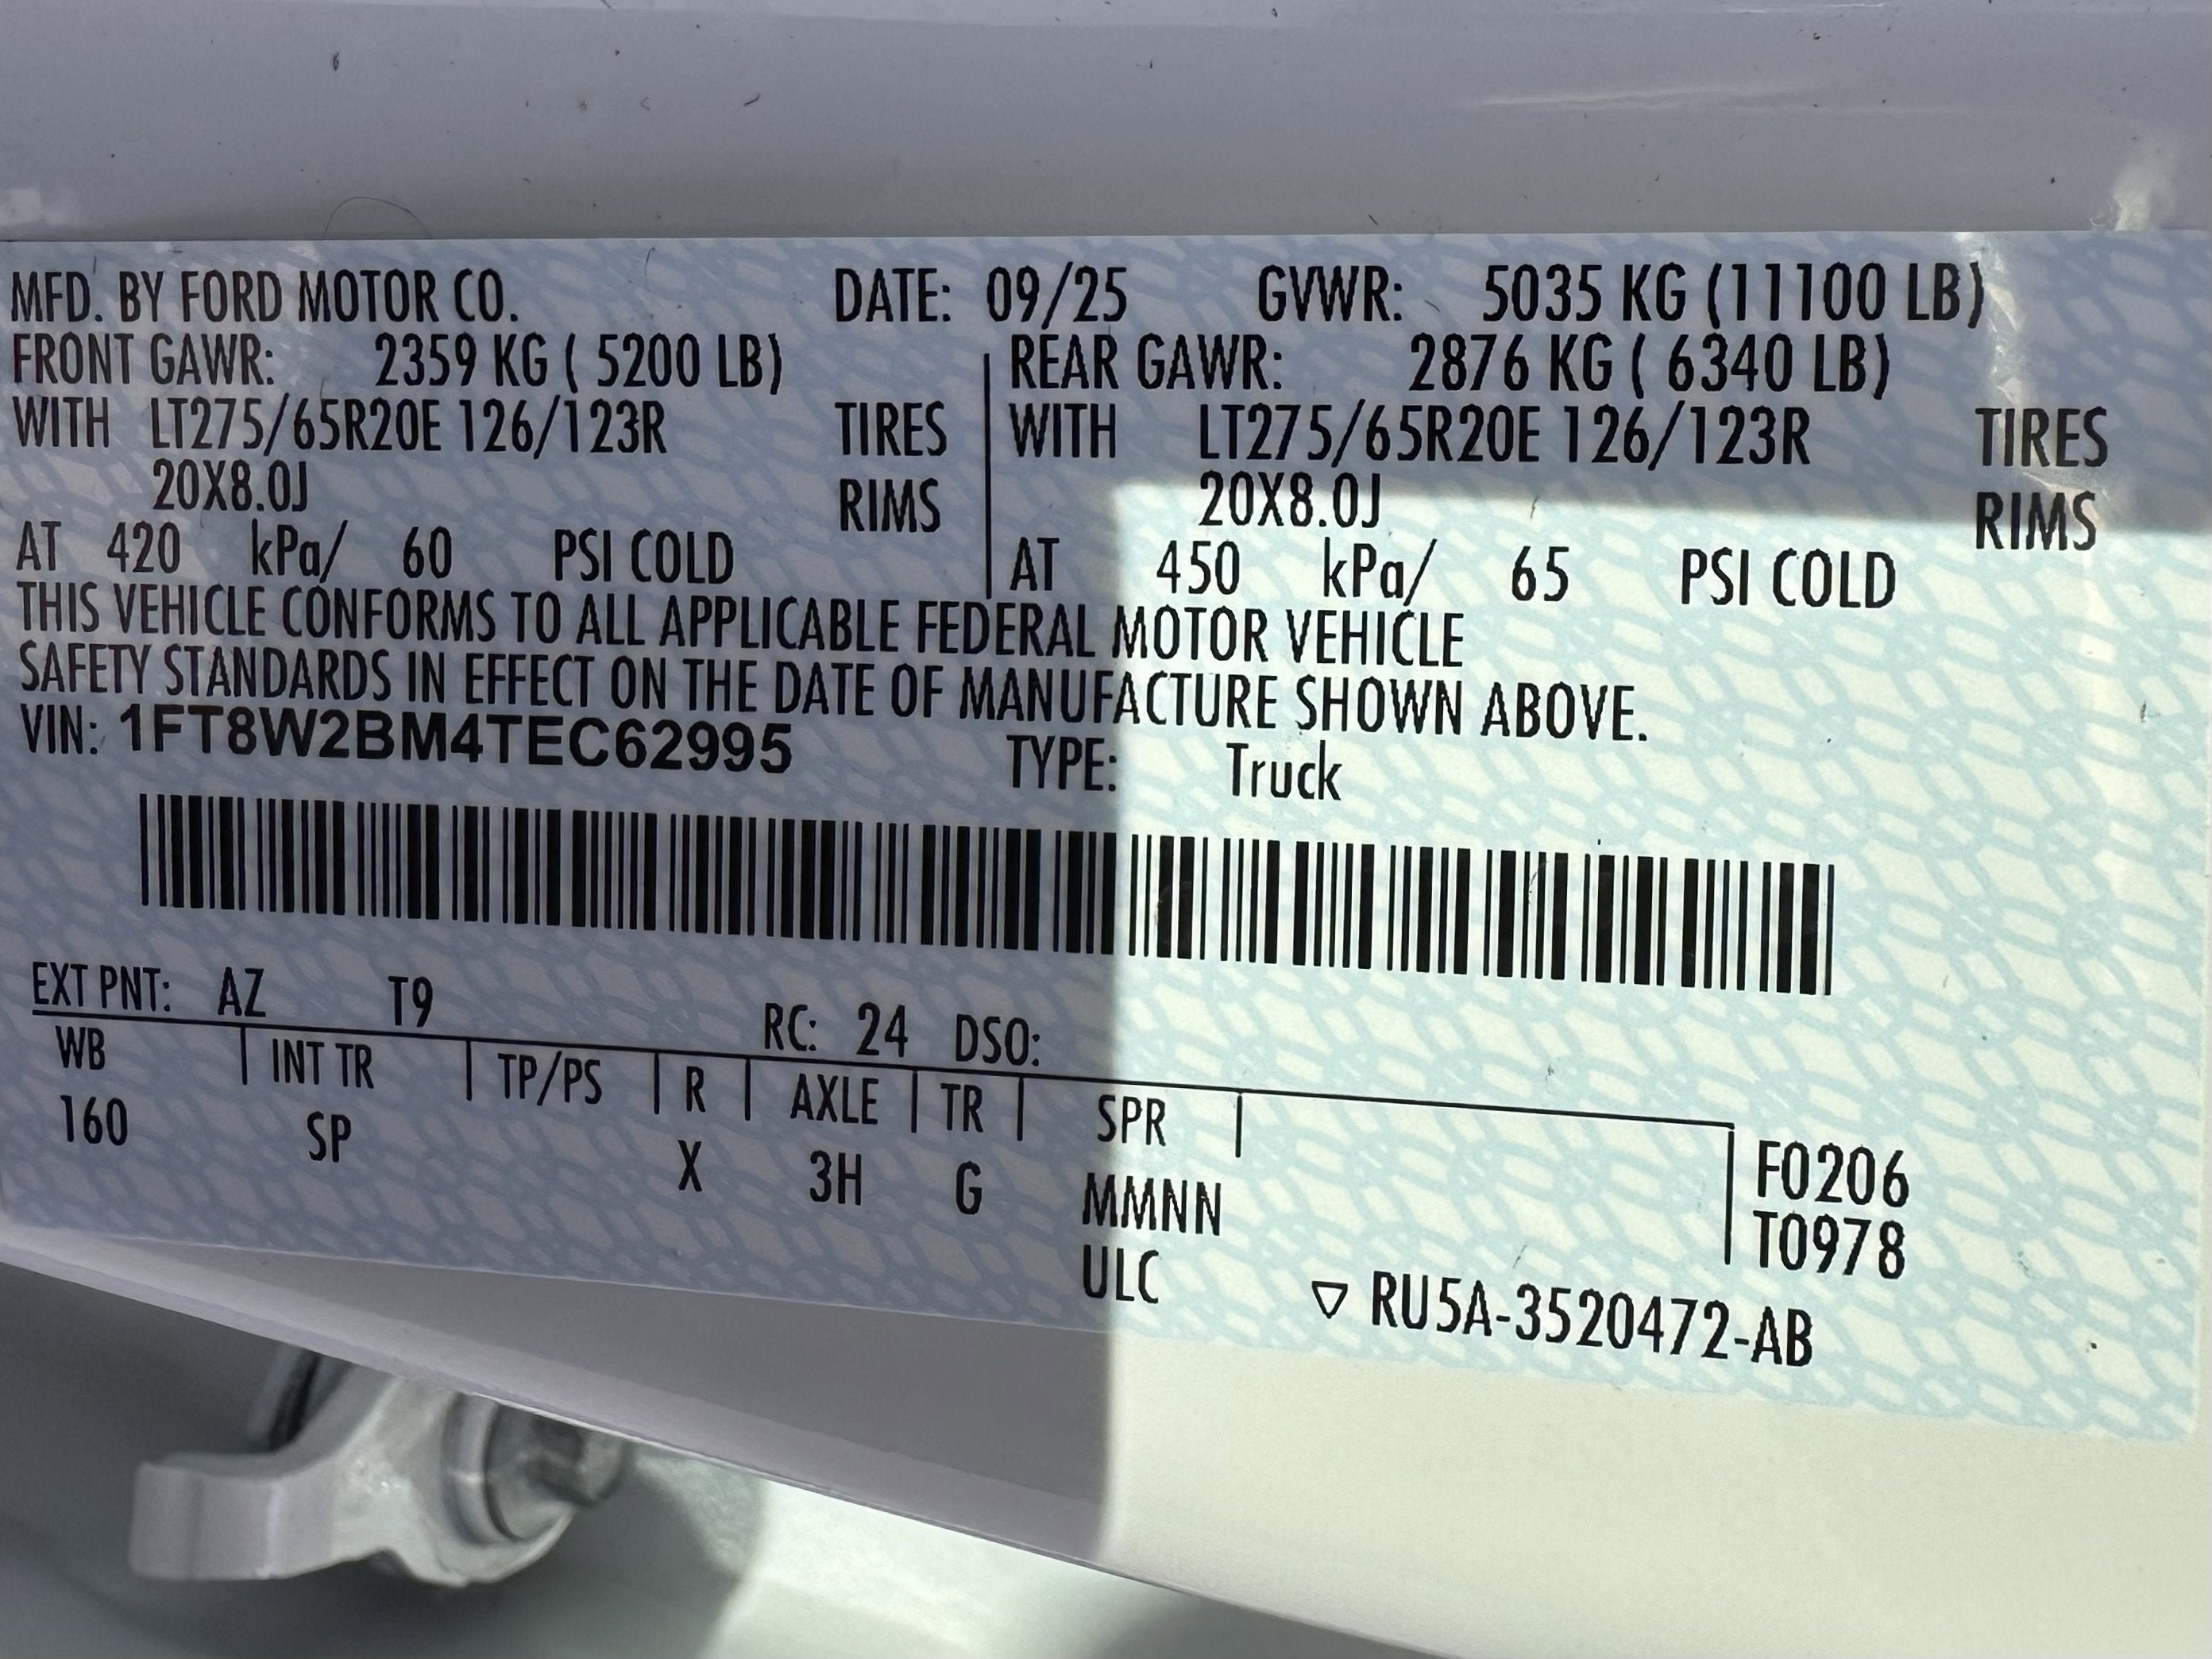 MFD. BY FORD MOTOR CO. DATE: 09/25 GVWR: 5035 KG (11100 LB)
FRONT GAWR: 2359 KG ( 5200 LB) REAR GAWR: 2876 KG ( 6340 LB)
WITH LT275/65R20E 126/123R TIRES WITH LT275/65R20E 126/123R TIRES
20X8.0J RIMS 20X8.0J RIMS
AT 420 kPa/ 60 PSI COLD AT 450 kPa/ 65 PSI COLD
THIS VEHICLE CONFORMS TO ALL APPLICABLE FEDERAL MOTOR VEHICLE
SAFETY STANDARDS IN EFFECT ON THE DATE OF MANUFACTURE SHOWN ABOVE.
VIN: 1FT8W2BM4TEC62995 TYPE: Truck
EXT PNT: AZ T9 RC: 24 DSO:
WB INT TR TP/PS R AXLE TR SPR
160 SP X 3H G MMNN F0206
ULC T0978
▽ RU5A-3520472-AB